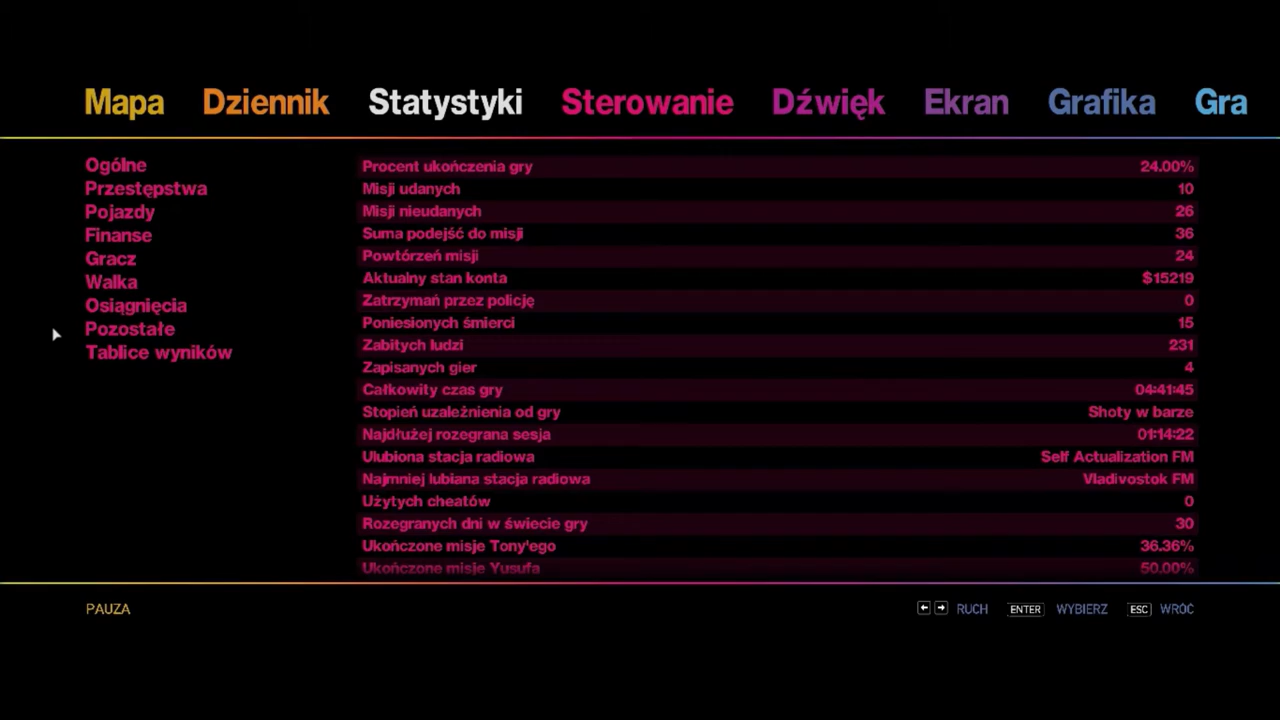 Mapa Dziennik Statystyki Sterowanie Dźwięk Ekran Grafika Gra
Ogólne
Przestępstwa
Pojazdy
Finanse
Gracz
Walka
Osiągnięcia
Pozostałe
Tablice wyników
Procent ukończenia gry 24.00%
Misji udanych 10
Misji nieudanych 26
Suma podejść do misji 36
Powtórzeń misji 24
Aktualny stan konta $15219
Zatrzymań przez policję 0
Poniesionych śmierci 15
Zabitych ludzi 231
Zapisanych gier 4
Całkowity czas gry 04:41:45
Stopień uzależnienia od gry Shoty w barze
Najdłużej rozegrana sesja 01:14:22
Ulubiona stacja radiowa Self Actualization FM
Najmniej lubiana stacja radiowa Vladivostok FM
Użytych cheatów 0
Rozegranych dni w świecie gry 30
Ukończone misje Tony'ego 36.36%
Ukończone misje Yusufa 50.00%
PAUZA
RUCH ENTER WYBIERZ ESC WRÓĆ